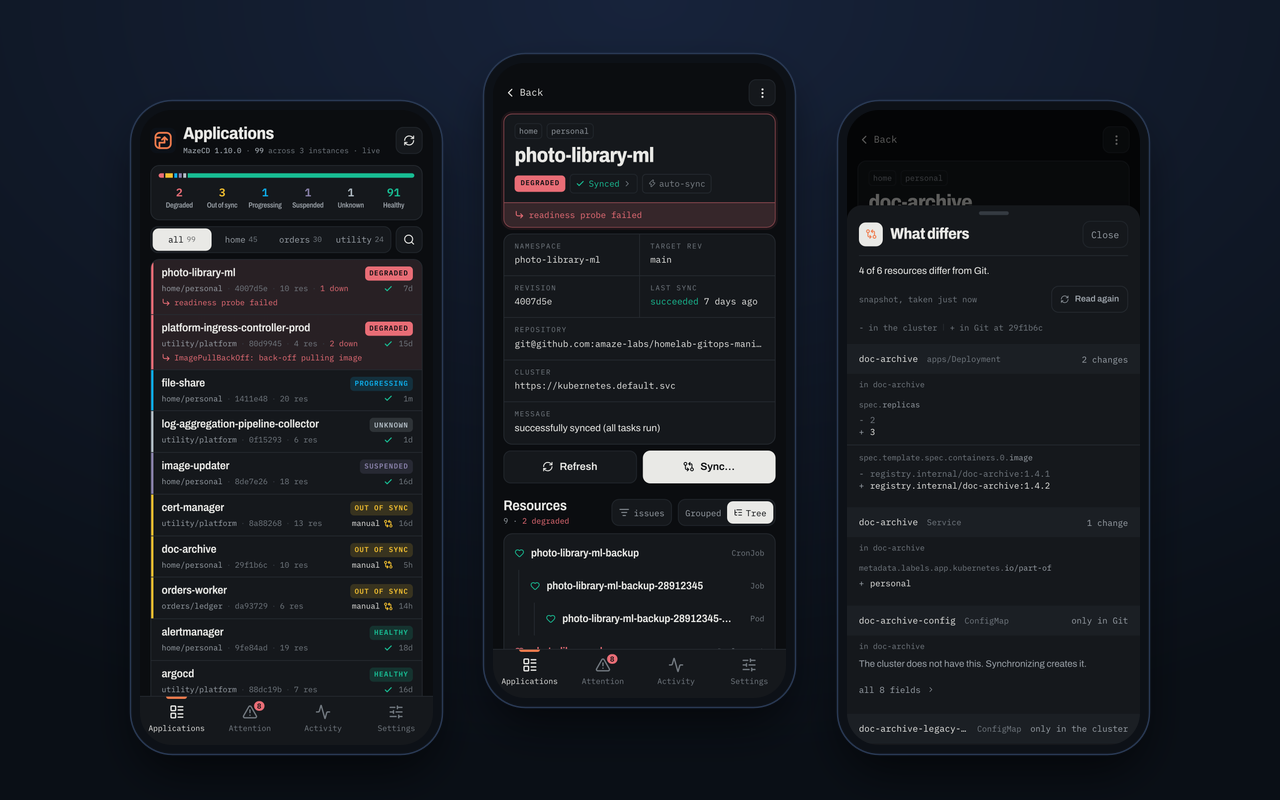 Applications
MazeCD 1.10.0 · 99 across 3 instances · live
2 3 1 1 1 91
Degraded Out of sync Progressing Suspended Unknown Healthy
all 99 home 45 orders 30 utility 24
photo-library-ml DEGRADED
home/personal · 4007d5e · 10 res · 1 down 7d
readiness probe failed
platform-ingress-controller-prod DEGRADED
utility/platform · 80d9945 · 4 res · 2 down 15d
ImagePullBackOff: back-off pulling image
file-share PROGRESSING
home/personal · 1411e48 · 20 res 1m
log-aggregation-pipeline-collector UNKNOWN
utility/platform · 0f15293 · 6 res 1d
image-updater SUSPENDED
home/personal · 8de7e26 · 18 res 16d
cert-manager OUT OF SYNC
utility/platform · 8a88268 · 13 res manual 16d
doc-archive OUT OF SYNC
home/personal · 29f1b6c · 10 res manual 5h
orders-worker OUT OF SYNC
orders/ledger · da93729 · 6 res manual 14h
alertmanager HEALTHY
home/personal · 9fe84ad · 19 res 18d
argocd HEALTHY
utility/platform · 88dc19b · 7 res 16d
Applications Attention 8 Activity Settings
Back
home personal
photo-library-ml
DEGRADED Synced auto-sync
readiness probe failed
NAMESPACE TARGET REV
photo-library-ml main
REVISION LAST SYNC
4007d5e succeeded 7 days ago
REPOSITORY
git@github.com:amaze-labs/homelab-gitops-mani…
CLUSTER
https://kubernetes.default.svc
MESSAGE
successfully synced (all tasks run)
Refresh Sync…
Resources
9 · 2 degraded
issues Grouped Tree
photo-library-ml-backup CronJob
photo-library-ml-backup-28912345 Job
photo-library-ml-backup-28912345-… Pod
Applications Attention 8 Activity Settings
Back
home personal
doc-archive
What differs Close
4 of 6 resources differ from Git.
snapshot, taken just now Read again
- in the cluster + in Git at 29f1b6c
doc-archive apps/Deployment 2 changes
in doc-archive
spec.replicas
- 2
+ 3
spec.template.spec.containers.0.image
- registry.internal/doc-archive:1.4.1
+ registry.internal/doc-archive:1.4.2
doc-archive Service 1 change
in doc-archive
metadata.labels.app.kubernetes.io/part-of
+ personal
doc-archive-config ConfigMap only in Git
in doc-archive
The cluster does not have this. Synchronizing creates it.
all 8 fields
doc-archive-legacy-… ConfigMap only in the cluster